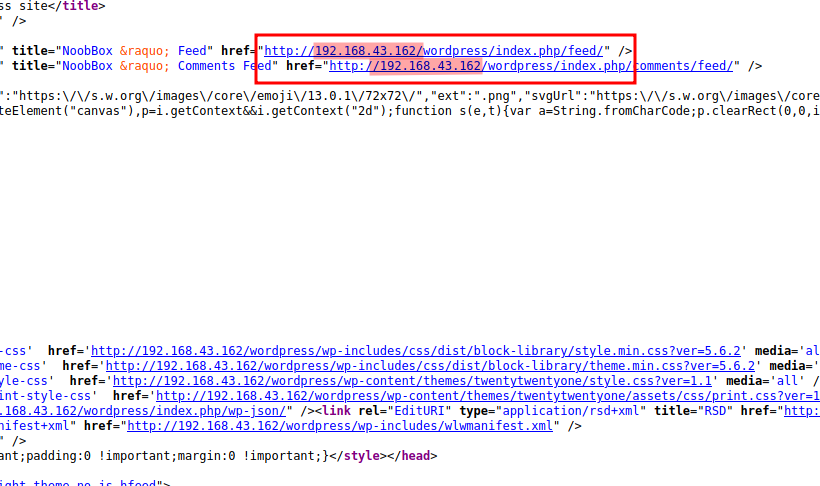 ss site</title>
" />
" title="NoobBox &raquo; Feed" href="http://192.168.43.162/wordpress/index.php/feed/" />
" title="NoobBox &raquo; Comments Feed" href="http://192.168.43.162/wordpress/index.php/comments/feed/" />
":"https:\/\/s.w.org\/images\/core\/emoji\/13.0.1\/72x72\/","ext":".png","svgUrl":"https:\/\/s.w.org\/images\/core
teElement("canvas"),p=i.getContext&&i.getContext("2d");function s(e,t){var a=String.fromCharCode;p.clearRect(0,0,i
-css' href='http://192.168.43.162/wordpress/wp-includes/css/dist/block-library/style.min.css?ver=5.6.2' media='al
me-css' href='http://192.168.43.162/wordpress/wp-includes/css/dist/block-library/theme.min.css?ver=5.6.2' media='
yle-css' href='http://192.168.43.162/wordpress/wp-content/themes/twentytwentyone/style.css?ver=1.1' media='all' /
int-style-css' href='http://192.168.43.162/wordpress/wp-content/themes/twentytwentyone/assets/css/print.css?ver=1
.168.43.162/wordpress/index.php/wp-json/" /><link rel="EditURI" type="application/rsd+xml" title="RSD" href="http:
nifest+xml" href="http://192.168.43.162/wordpress/wp-includes/wlwmanifest.xml" />
" />
ant;padding:0 !important;margin:0 !important;}</style></head>
ight-theme no-js hfeed">